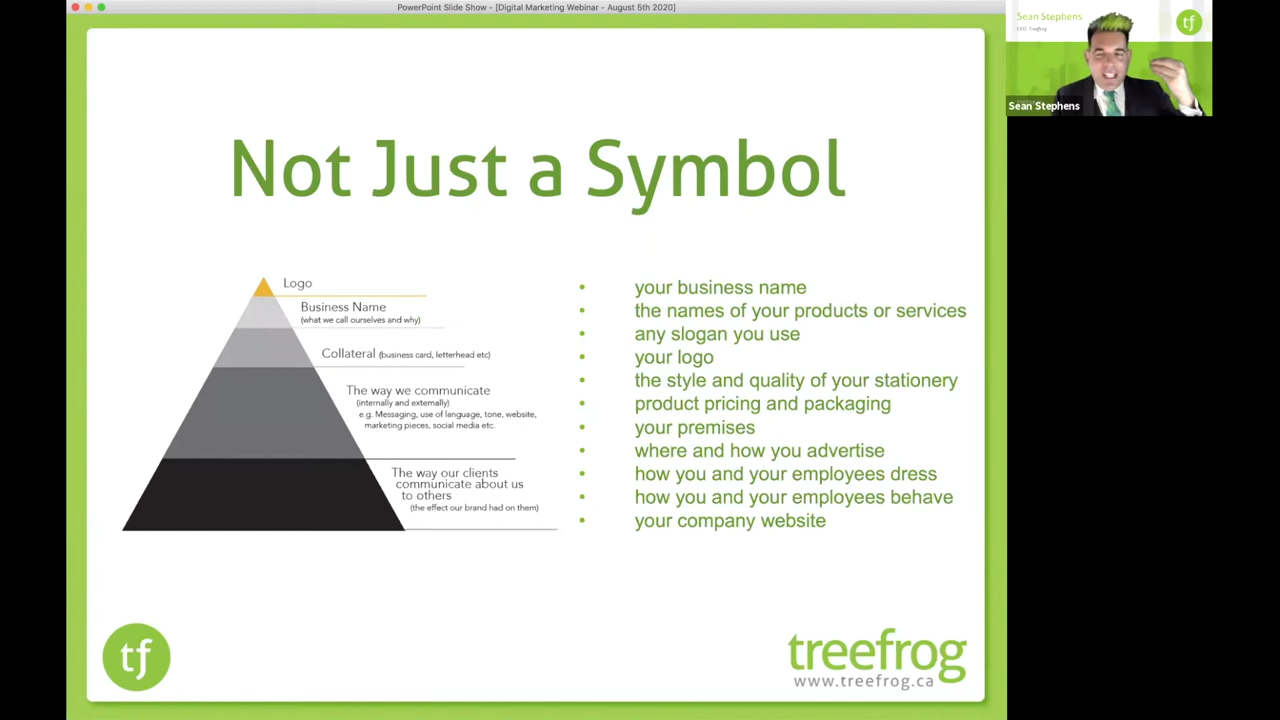 PowerPoint Slide Show - [Digital Marketing Webinar - August 5th 2020]
Sean Stephens
CEO, Treefrog
tf
Sean Stephens
Not Just a Symbol
Logo
Business Name
(what we call ourselves and why)
Collateral (business card, letterhead etc)
The way we communicate
(internally and externally)
e.g. Messaging, use of language, tone, website,
marketing pieces, social media etc.
The way our clients
communicate about us
to others
(the effect our brand had on them)
• your business name
• the names of your products or services
• any slogan you use
• your logo
• the style and quality of your stationery
• product pricing and packaging
• your premises
• where and how you advertise
• how you and your employees dress
• how you and your employees behave
• your company website
tf
treefrog
www.treefrog.ca